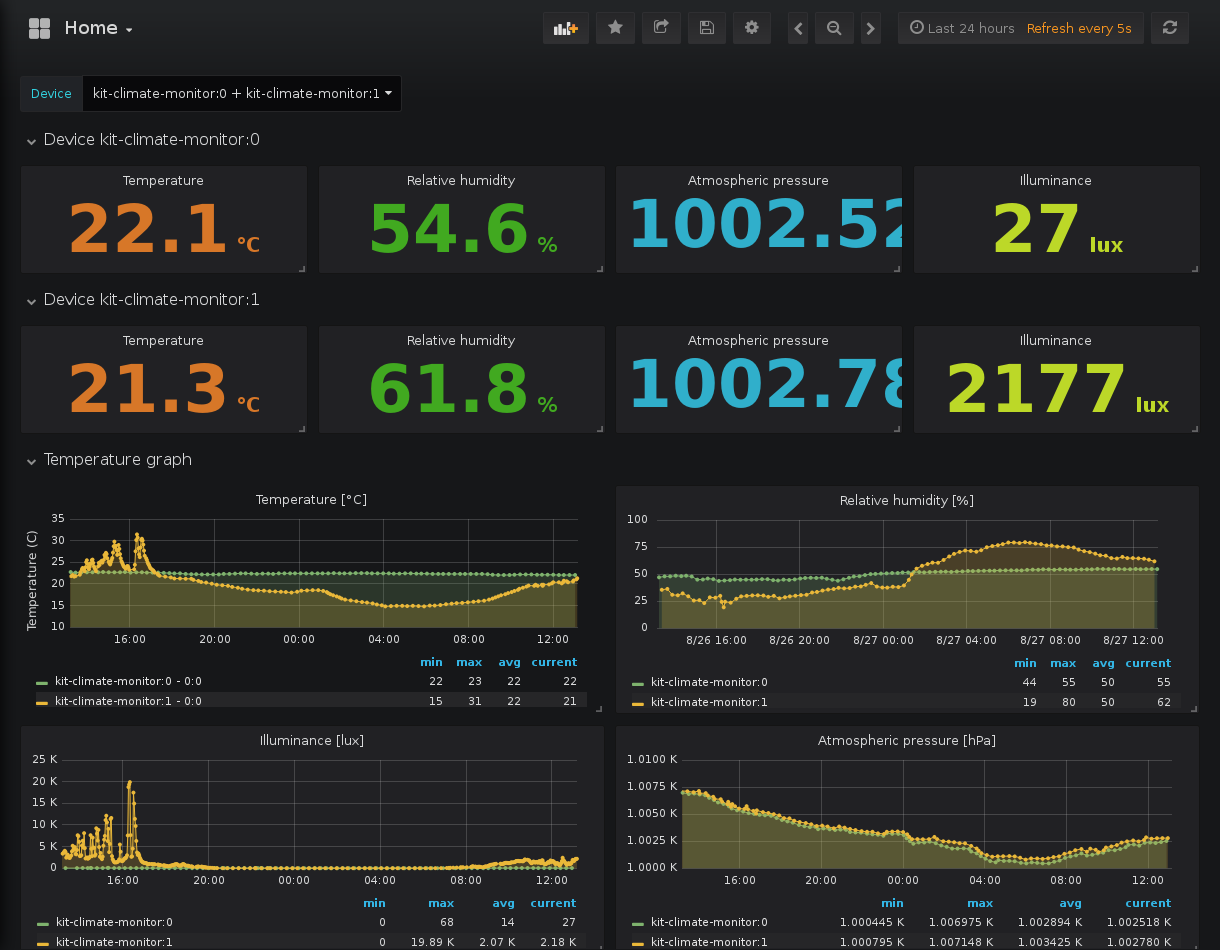 Home
Last 24 hours Refresh every 5s
Device kit-climate-monitor:0 + kit-climate-monitor:1
Device kit-climate-monitor:0
Temperature Relative humidity Atmospheric pressure Illuminance
22.1 °C 54.6 % 1002.52 27 lux
Device kit-climate-monitor:1
Temperature Relative humidity Atmospheric pressure Illuminance
21.3 °C 61.8 % 1002.78 2177 lux
Temperature graph
Temperature [°C]
Temperature (C)
35
30
25
20
15
10
16:00 20:00 00:00 04:00 08:00 12:00
min max avg current
kit-climate-monitor:0 - 0:0 22 23 22 22
kit-climate-monitor:1 - 0:0 15 31 22 21
Relative humidity [%]
100
75
50
25
0
8/26 16:00 8/26 20:00 8/27 00:00 8/27 04:00 8/27 08:00 8/27 12:00
min max avg current
kit-climate-monitor:0 44 55 50 55
kit-climate-monitor:1 19 80 50 62
Illuminance [lux]
25 K
20 K
15 K
10 K
5 K
0
16:00 20:00 00:00 04:00 08:00 12:00
min max avg current
kit-climate-monitor:0 0 68 14 27
kit-climate-monitor:1 0 19.89 K 2.07 K 2.18 K
Atmospheric pressure [hPa]
1.0100 K
1.0075 K
1.0050 K
1.0025 K
1.0000 K
16:00 20:00 00:00 04:00 08:00 12:00
min max avg current
kit-climate-monitor:0 1.000445 K 1.006975 K 1.002894 K 1.002518 K
kit-climate-monitor:1 1.000795 K 1.007148 K 1.003425 K 1.002780 K